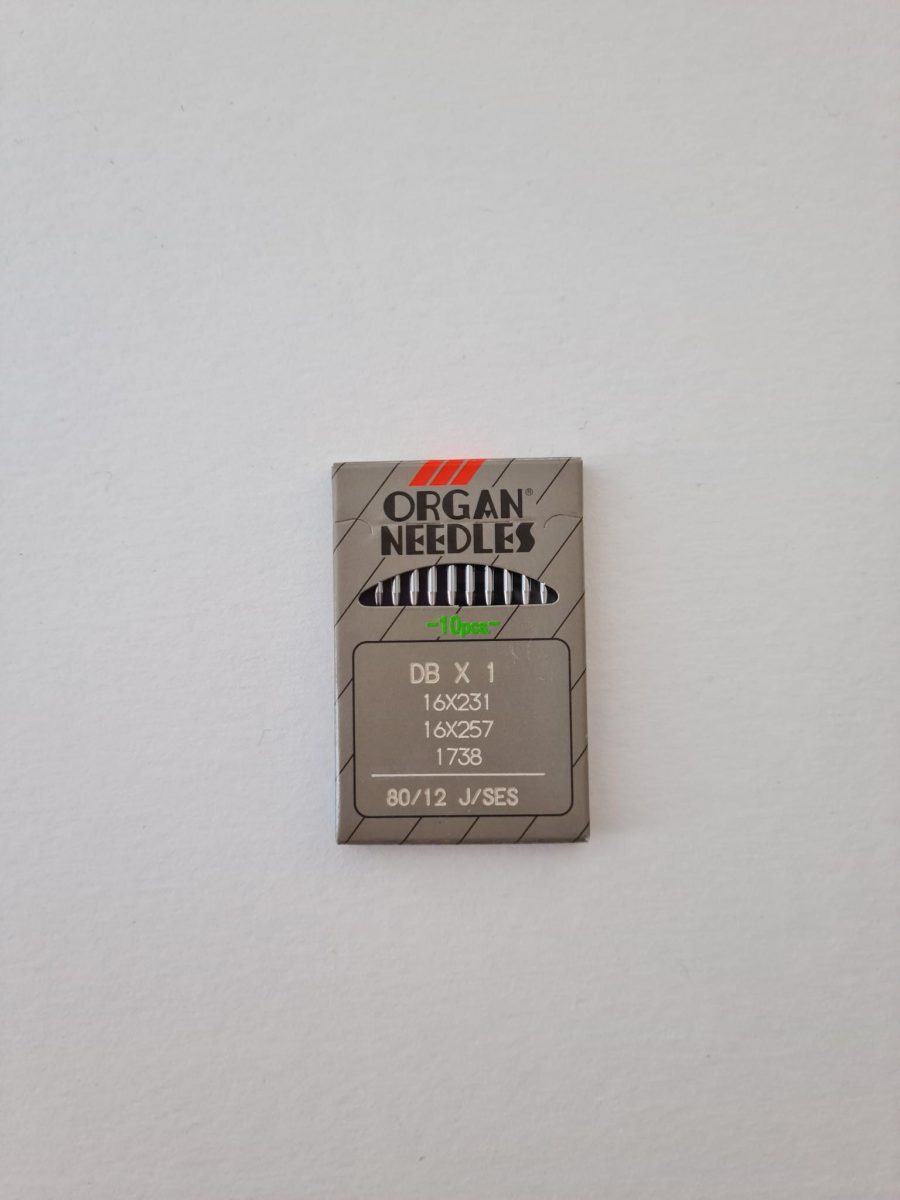 ORGAN®
NEEDLES
-10pcs.-
DB X 1
16X231
16X257
1738
80/12 J/SES